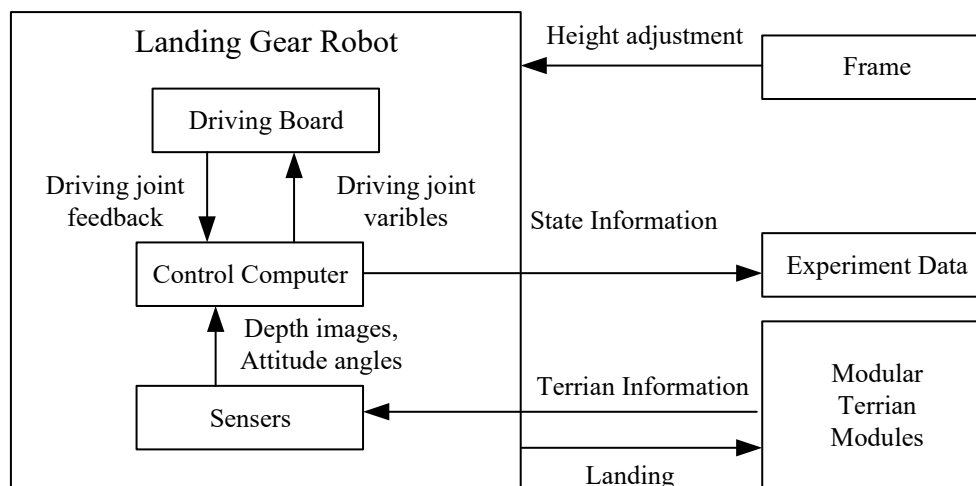 Landing Gear Robot
Height adjustment
Frame
Driving Board
Driving joint
feedback
Driving joint
varibles
State Information
Control Computer
Experiment Data
Depth images,
Attitude angles
Terrian Information
Modular
Terrian
Modules
Sensers
Landing